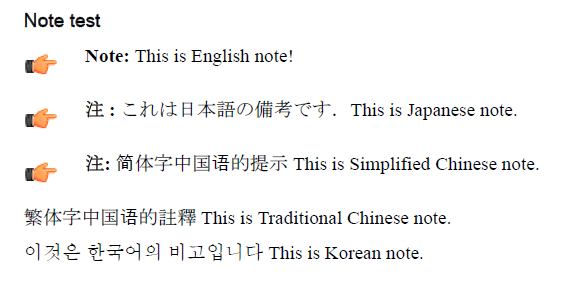 Note test
Note: This is English note!
注 : これは日本語の備考です. This is Japanese note.
注: 简体字中国语的提示 This is Simplified Chinese note.
繁体字中国语的註釋 This is Traditional Chinese note.
이것은 한국어의 비고입니다 This is Korean note.